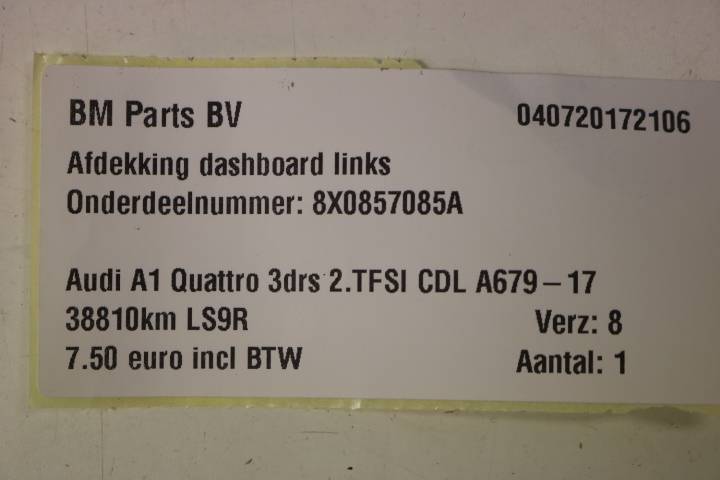 BM Parts BV 040720172106
Afdekking dashboard links
Onderdeelnummer: 8X0857085A
Audi A1 Quattro 3drs 2.TFSI CDL A679-17
38810km LS9R Verz: 8
7.50 euro incl BTW Aantal: 1